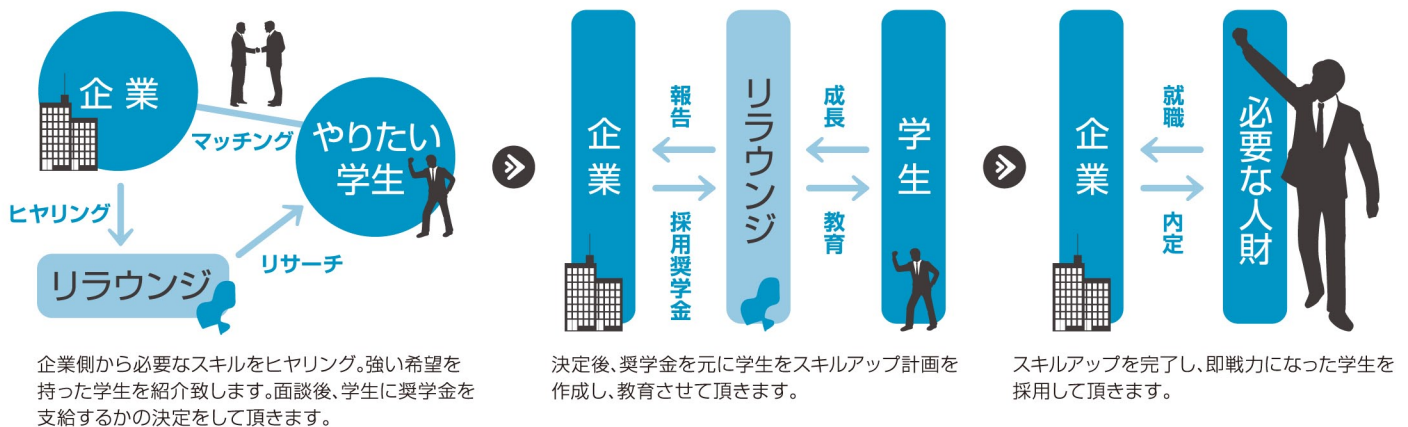 企業
マッチング
やりたい
学生
ヒヤリング
リサーチ
リラウンジ
企業側から必要なスキルをヒヤリング。強い希望を
持った学生を紹介致します。面談後、学生に奨学金を
支給するかの決定をして頂きます。
企業
報告
採用奨学金
リラウンジ
成長
教育
学生
決定後、奨学金を元に学生をスキルアップ計画を
作成し、教育させて頂きます。
企業
就職
内定
必要な人財
スキルアップを完了し、即戦力になった学生を
採用して頂きます。